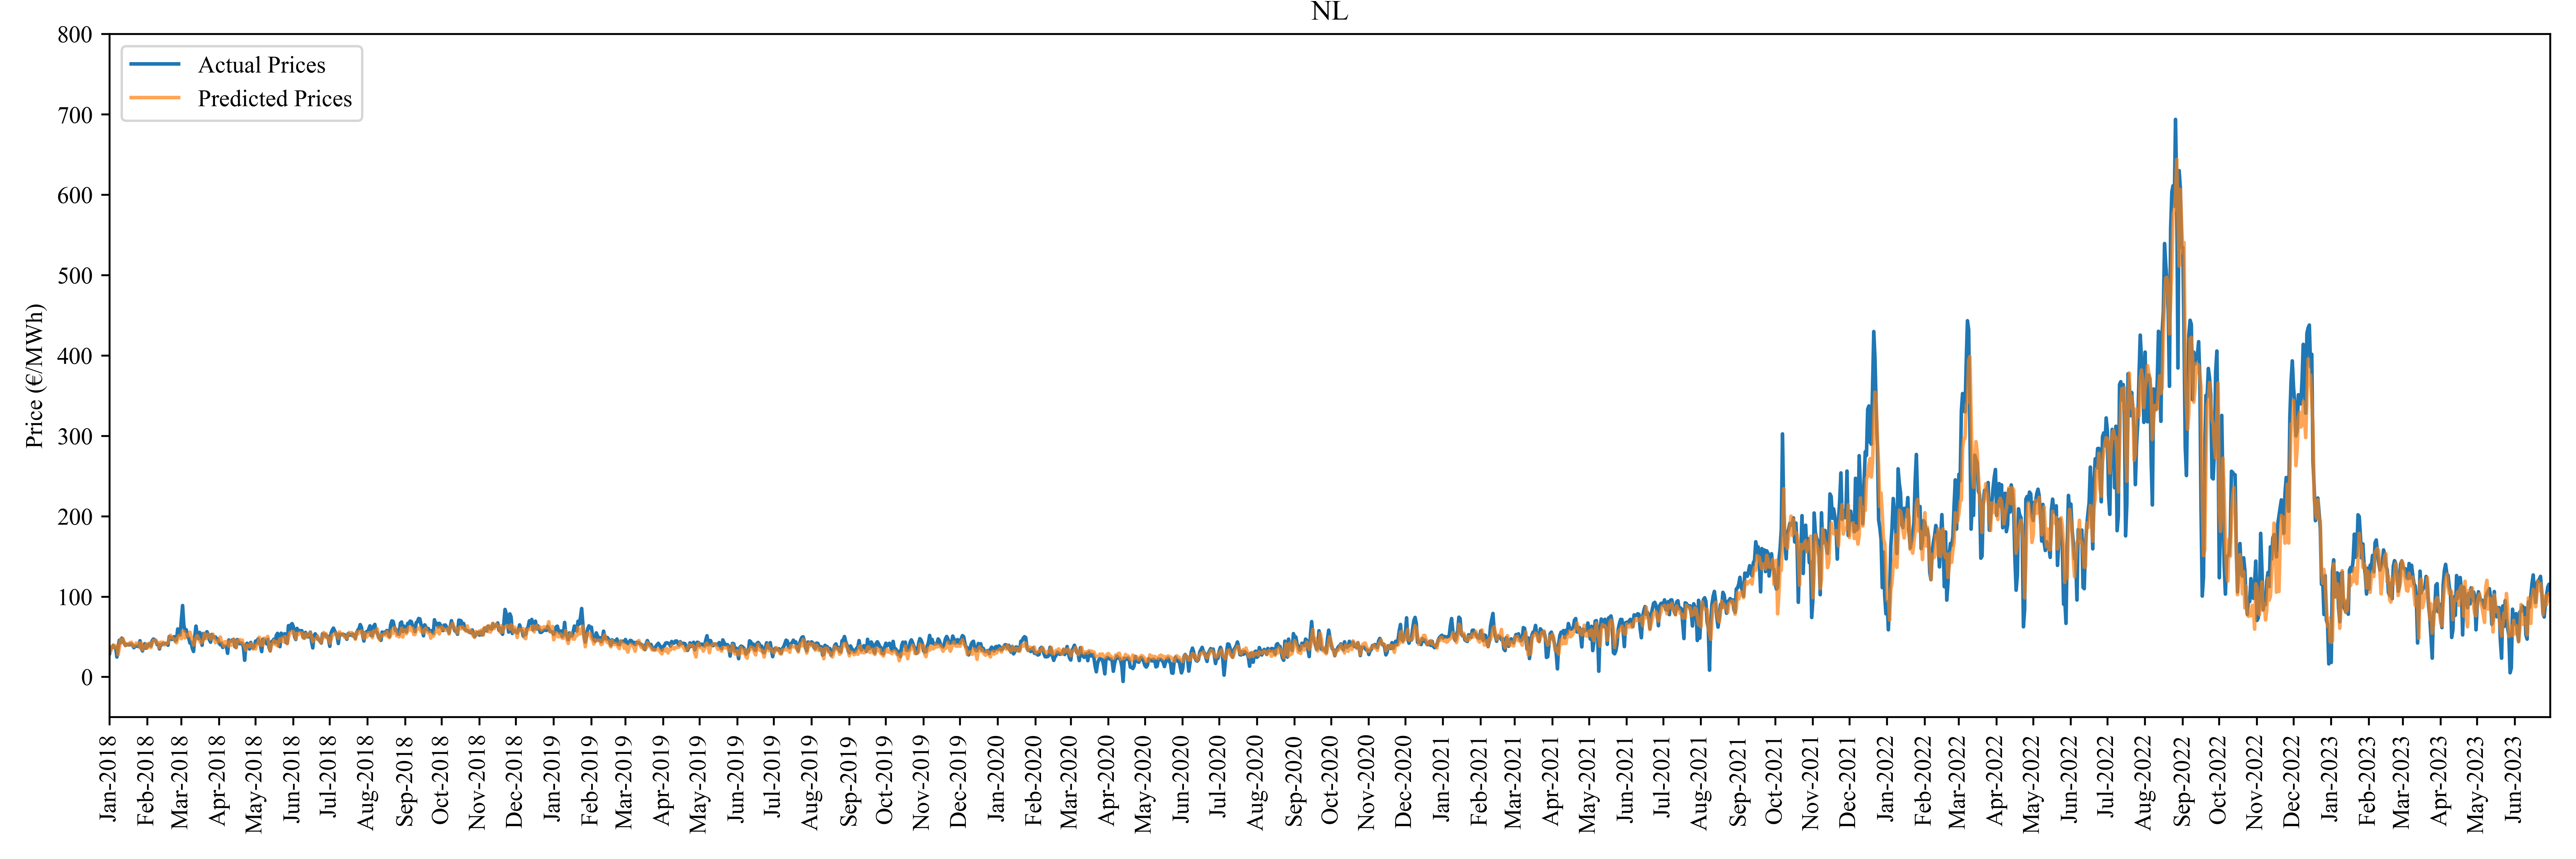 NL
Actual Prices
Predicted Prices
Price (€/MWh)
800
700
600
500
400
300
200
100
0
Jan-2018
Feb-2018
Mar-2018
Apr-2018
May-2018
Jun-2018
Jul-2018
Aug-2018
Sep-2018
Oct-2018
Nov-2018
Dec-2018
Jan-2019
Feb-2019
Mar-2019
Apr-2019
May-2019
Jun-2019
Jul-2019
Aug-2019
Sep-2019
Oct-2019
Nov-2019
Dec-2019
Jan-2020
Feb-2020
Mar-2020
Apr-2020
May-2020
Jun-2020
Jul-2020
Aug-2020
Sep-2020
Oct-2020
Nov-2020
Dec-2020
Jan-2021
Feb-2021
Mar-2021
Apr-2021
May-2021
Jun-2021
Jul-2021
Aug-2021
Sep-2021
Oct-2021
Nov-2021
Dec-2021
Jan-2022
Feb-2022
Mar-2022
Apr-2022
May-2022
Jun-2022
Jul-2022
Aug-2022
Sep-2022
Oct-2022
Nov-2022
Dec-2022
Jan-2023
Feb-2023
Mar-2023
Apr-2023
May-2023
Jun-2023